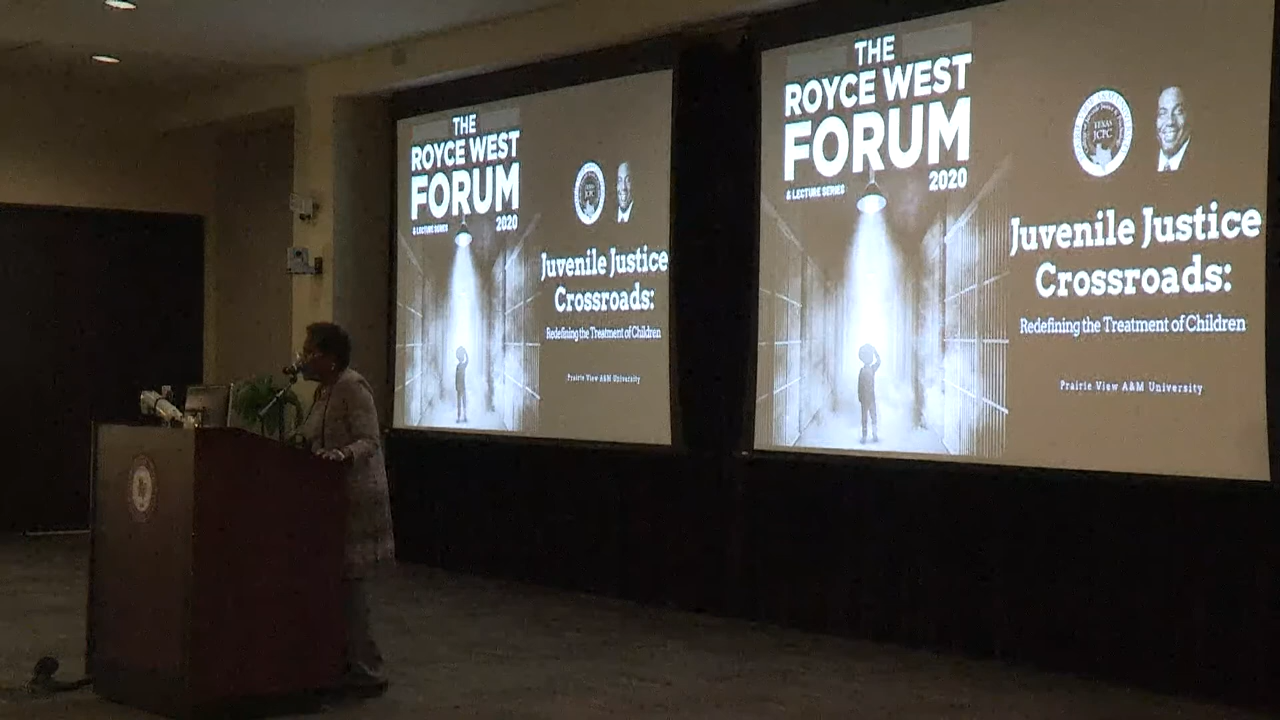 THE
ROYCE WEST
FORUM
& LECTURE SERIES
2020
Juvenile Justice
Crossroads:
Redefining the Treatment of Children
Prairie View A&M University
THE
ROYCE WEST
FORUM
& LECTURE SERIES
2020
TEXAS
JCPC
Juvenile Justice
Crossroads:
Redefining the Treatment of Children
Prairie View A&M University